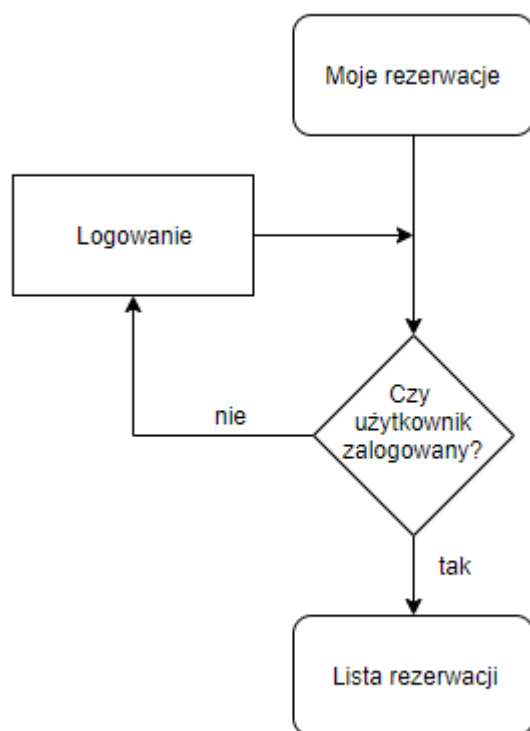 Moje rezerwacje
Logowanie
Czy
użytkownik
zalogowany?
nie
tak
Lista rezerwacji